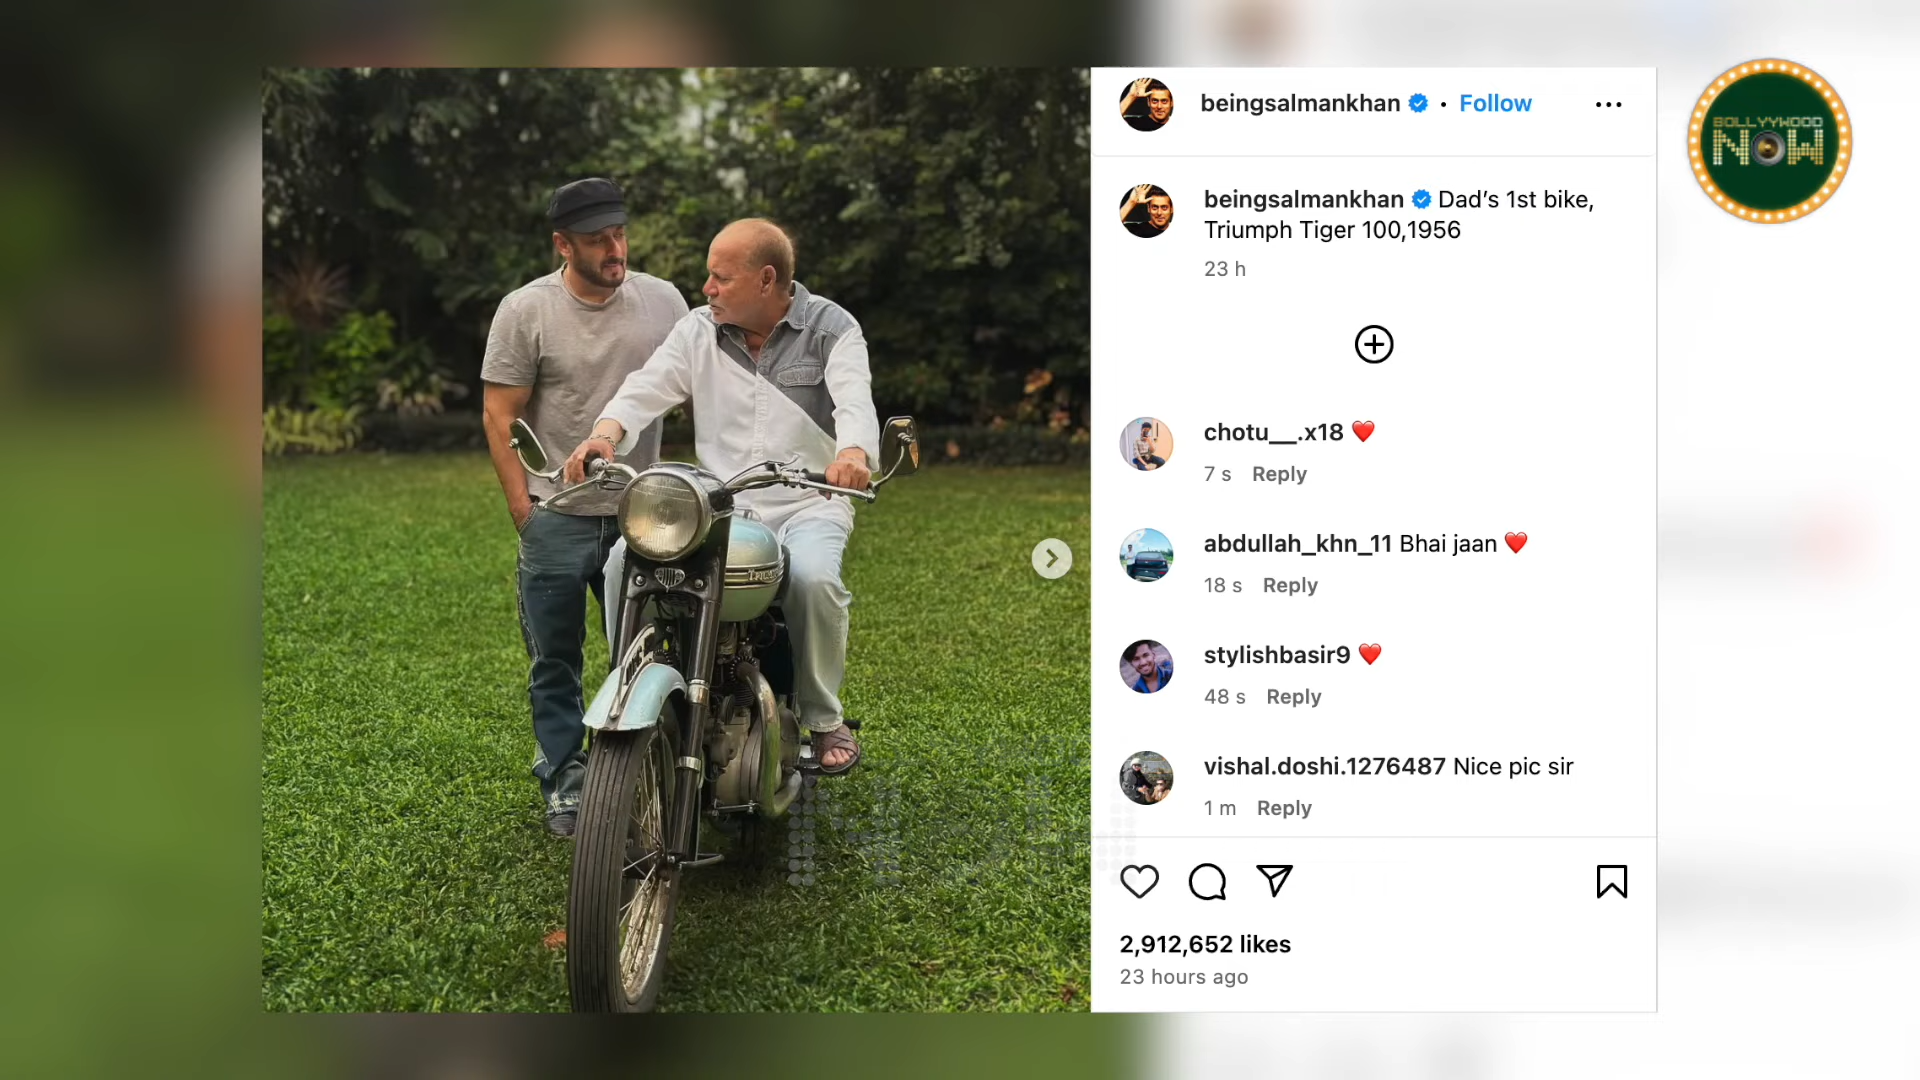 beingsalmankhan • Follow
beingsalmankhan Dad’s 1st bike,
Triumph Tiger 100,1956
23 h
chotu__.x18 ❤️
7 s Reply
abdullah_khn_11 Bhai jaan ❤️
18 s Reply
stylishbasir9 ❤️
48 s Reply
vishal.doshi.1276487 Nice pic sir
1 m Reply
2,912,652 likes
23 hours ago
BOLLYYWOOD
NOW